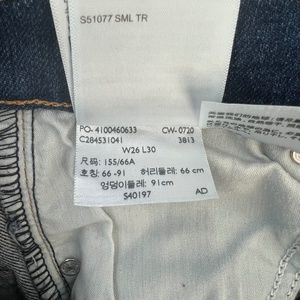 S51077 SML TR
PO- 4100460633 CW-0720
C284531041 3813
W26 L30
尺码: 155/66A
호칭: 66 -91 허리둘레: 66 cm
엉덩이둘레: 91cm
S40197 AD